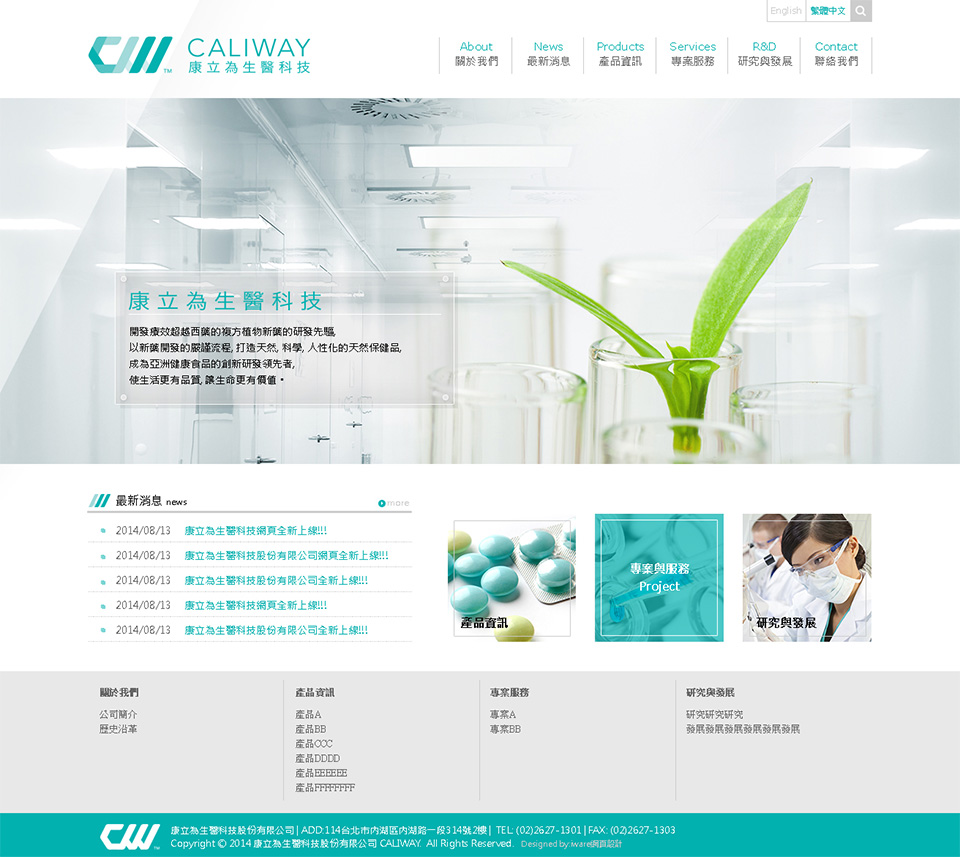 English 繁體中文
CALIWAY
康立為生醫科技
TM
About News Products Services R&D Contact
關於我們 最新消息 產品資訊 專案服務 研究與發展 聯絡我們
康立為生醫科技
開發療效超越西藥的複方植物新藥的研發先驅,
以新藥開發的嚴謹流程, 打造天然, 科學, 人性化的天然保健品,
成為亞洲健康食品的創新研發領先者,
使生活更有品質, 讓生命更有價值。
最新消息 news more
2014/08/13 康立為生醫科技網頁全新上線!!!
2014/08/13 康立為生醫科技股份有限公司網頁全新上線!!!
2014/08/13 康立為生醫科技股份有限公司全新上線!!!
2014/08/13 康立為生醫科技網頁全新上線!!!
2014/08/13 康立為生醫科技股份有限公司全新上線!!!
產品資訊
專案與服務
Project
研究與發展
關於我們
公司簡介
歷史沿革
產品資訊
產品A
產品BB
產品CCC
產品DDDD
產品EEEEEE
產品FFFFFFFF
專案服務
專案A
專案BB
研究與發展
研究研究研究
發展發展發展發展發展發展
TM
康立為生醫科技股份有限公司 | ADD:114台北市內湖區內湖路一段314號2樓 | TEL: (02)2627-1301 | FAX: (02)2627-1303
Copyright © 2014 康立為生醫科技股份有限公司 CALIWAY. All Rights Reserved. Designed by:iware網頁設計